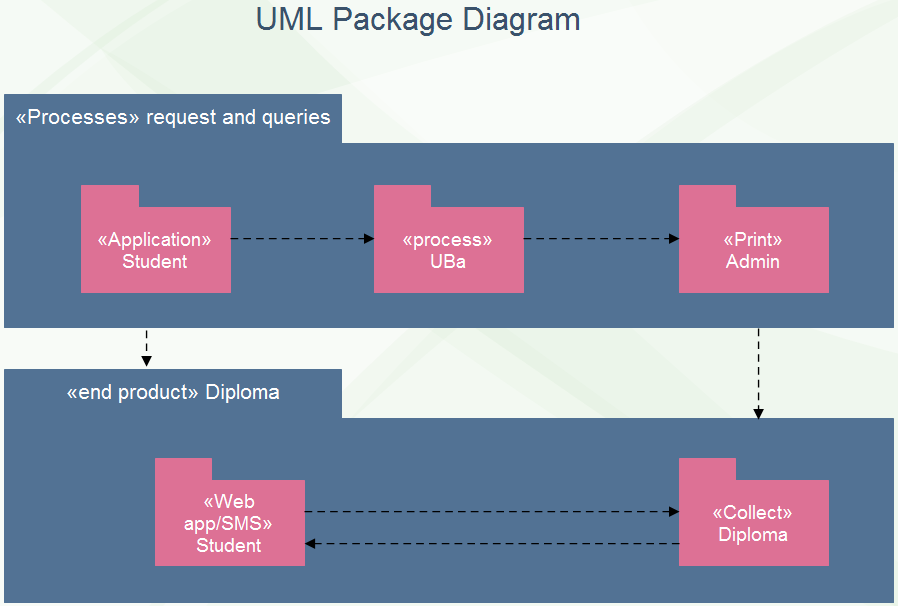 UML Package Diagram
«Processes» request and queries
«Application»
Student
«process»
UBa
«Print»
Admin
«end product» Diploma
«Web
app/SMS»
Student
«Collect»
Diploma